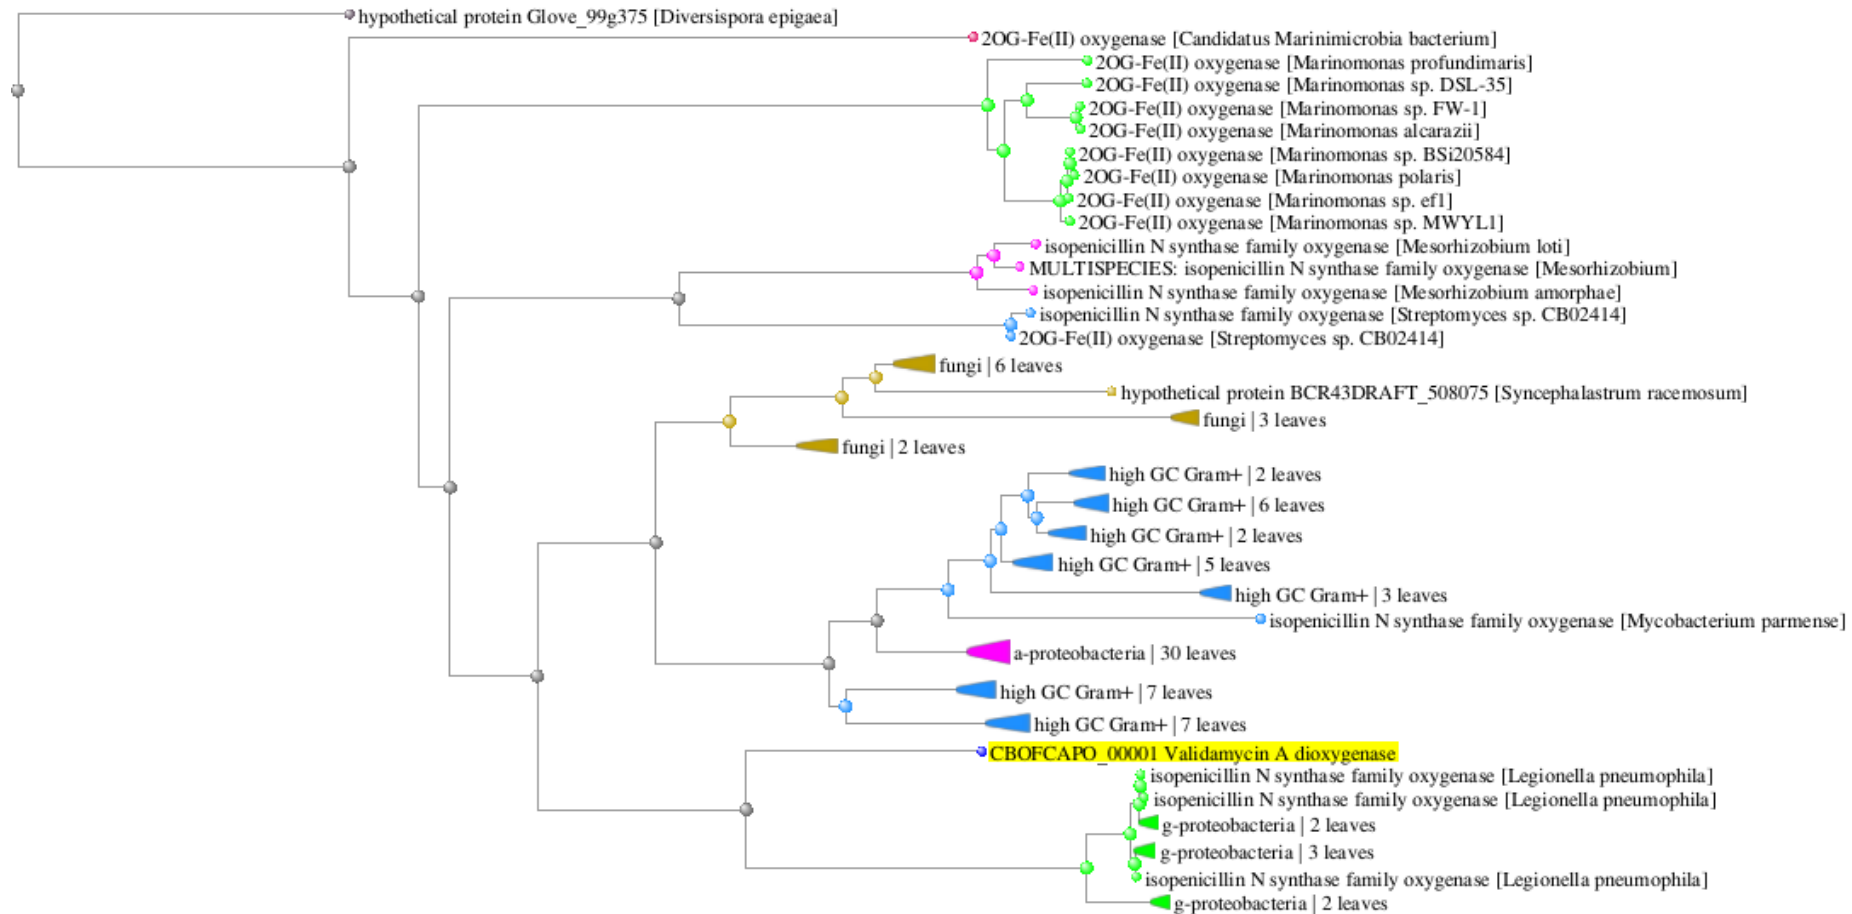 hypothetical protein Glove_99g375 [Diversispora epigaea]
2OG-Fe(II) oxygenase [Candidatus Marinimicrobia bacterium]
2OG-Fe(II) oxygenase [Marinomonas profundimaris]
2OG-Fe(II) oxygenase [Marinomonas sp. DSL-35]
2OG-Fe(II) oxygenase [Marinomonas sp. FW-1]
2OG-Fe(II) oxygenase [Marinomonas alcarazii]
2OG-Fe(II) oxygenase [Marinomonas sp. BSi20584]
2OG-Fe(II) oxygenase [Marinomonas polaris]
2OG-Fe(II) oxygenase [Marinomonas sp. ef1]
2OG-Fe(II) oxygenase [Marinomonas sp. MWYL1]
isopenicillin N synthase family oxygenase [Mesorhizobium loti]
MULTISPECIES: isopenicillin N synthase family oxygenase [Mesorhizobium]
isopenicillin N synthase family oxygenase [Mesorhizobium amorphae]
isopenicillin N synthase family oxygenase [Streptomyces sp. CB02414]
2OG-Fe(II) oxygenase [Streptomyces sp. CB02414]
fungi | 6 leaves
hypothetical protein BCR43DRAFT_508075 [Syncephalastrum racemosum]
fungi | 3 leaves
fungi | 2 leaves
high GC Gram+ | 2 leaves
high GC Gram+ | 6 leaves
high GC Gram+ | 2 leaves
high GC Gram+ | 5 leaves
high GC Gram+ | 3 leaves
isopenicillin N synthase family oxygenase [Mycobacterium parmense]
a-proteobacteria | 30 leaves
high GC Gram+ | 7 leaves
high GC Gram+ | 7 leaves
CBOFCAPO_00001 Validamycin A dioxygenase
isopenicillin N synthase family oxygenase [Legionella pneumophila]
isopenicillin N synthase family oxygenase [Legionella pneumophila]
g-proteobacteria | 2 leaves
g-proteobacteria | 3 leaves
isopenicillin N synthase family oxygenase [Legionella pneumophila]
g-proteobacteria | 2 leaves